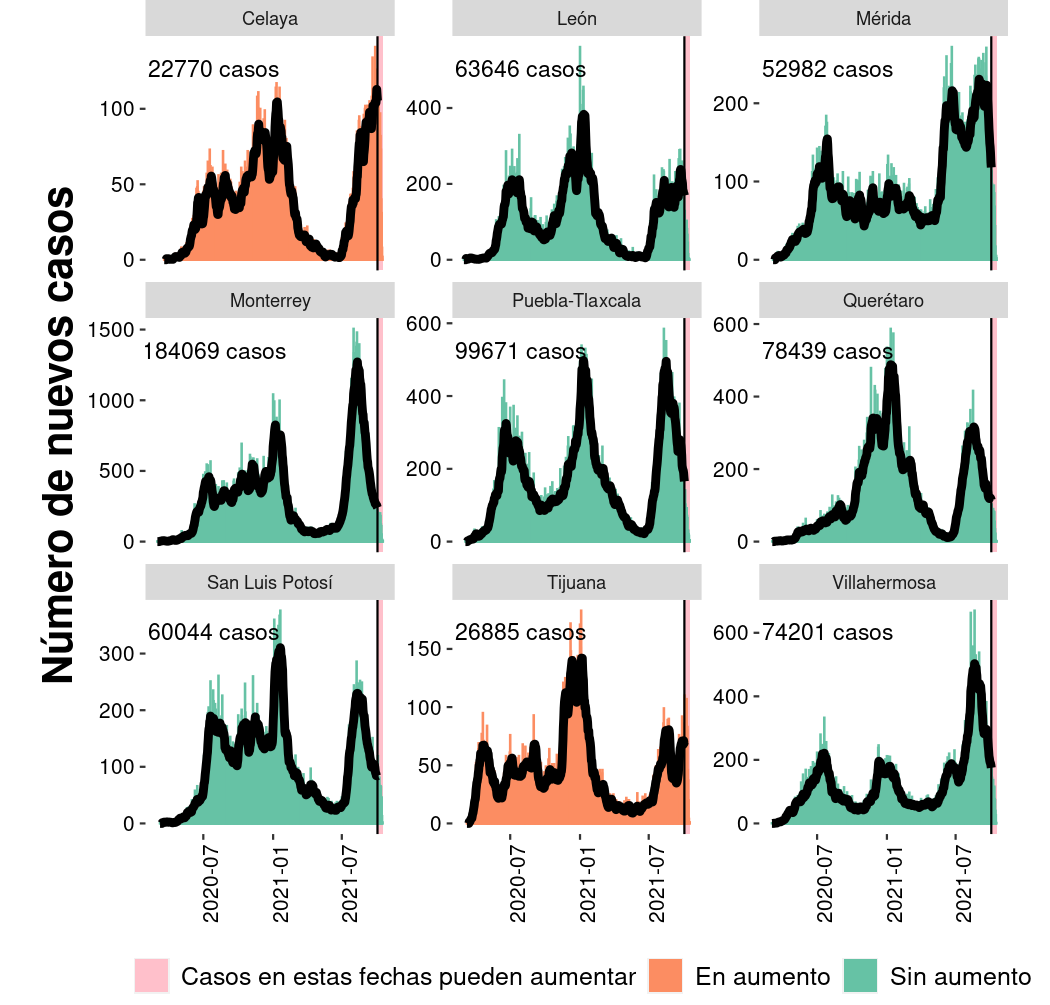 Número de nuevos casos
Celaya
22770 casos
100
50
0
León
63646 casos
400
200
0
Mérida
52982 casos
200
100
0
Monterrey
184069 casos
1500
1000
500
0
Puebla-Tlaxcala
99671 casos
600
400
200
0
Querétaro
78439 casos
600
400
200
0
San Luis Potosí
60044 casos
300
200
100
0
Tijuana
26885 casos
150
100
50
0
Villahermosa
74201 casos
600
400
200
0
2020-07
2021-01
2021-07
2020-07
2021-01
2021-07
2020-07
2021-01
2021-07
Casos en estas fechas pueden aumentar
En aumento
Sin aumento